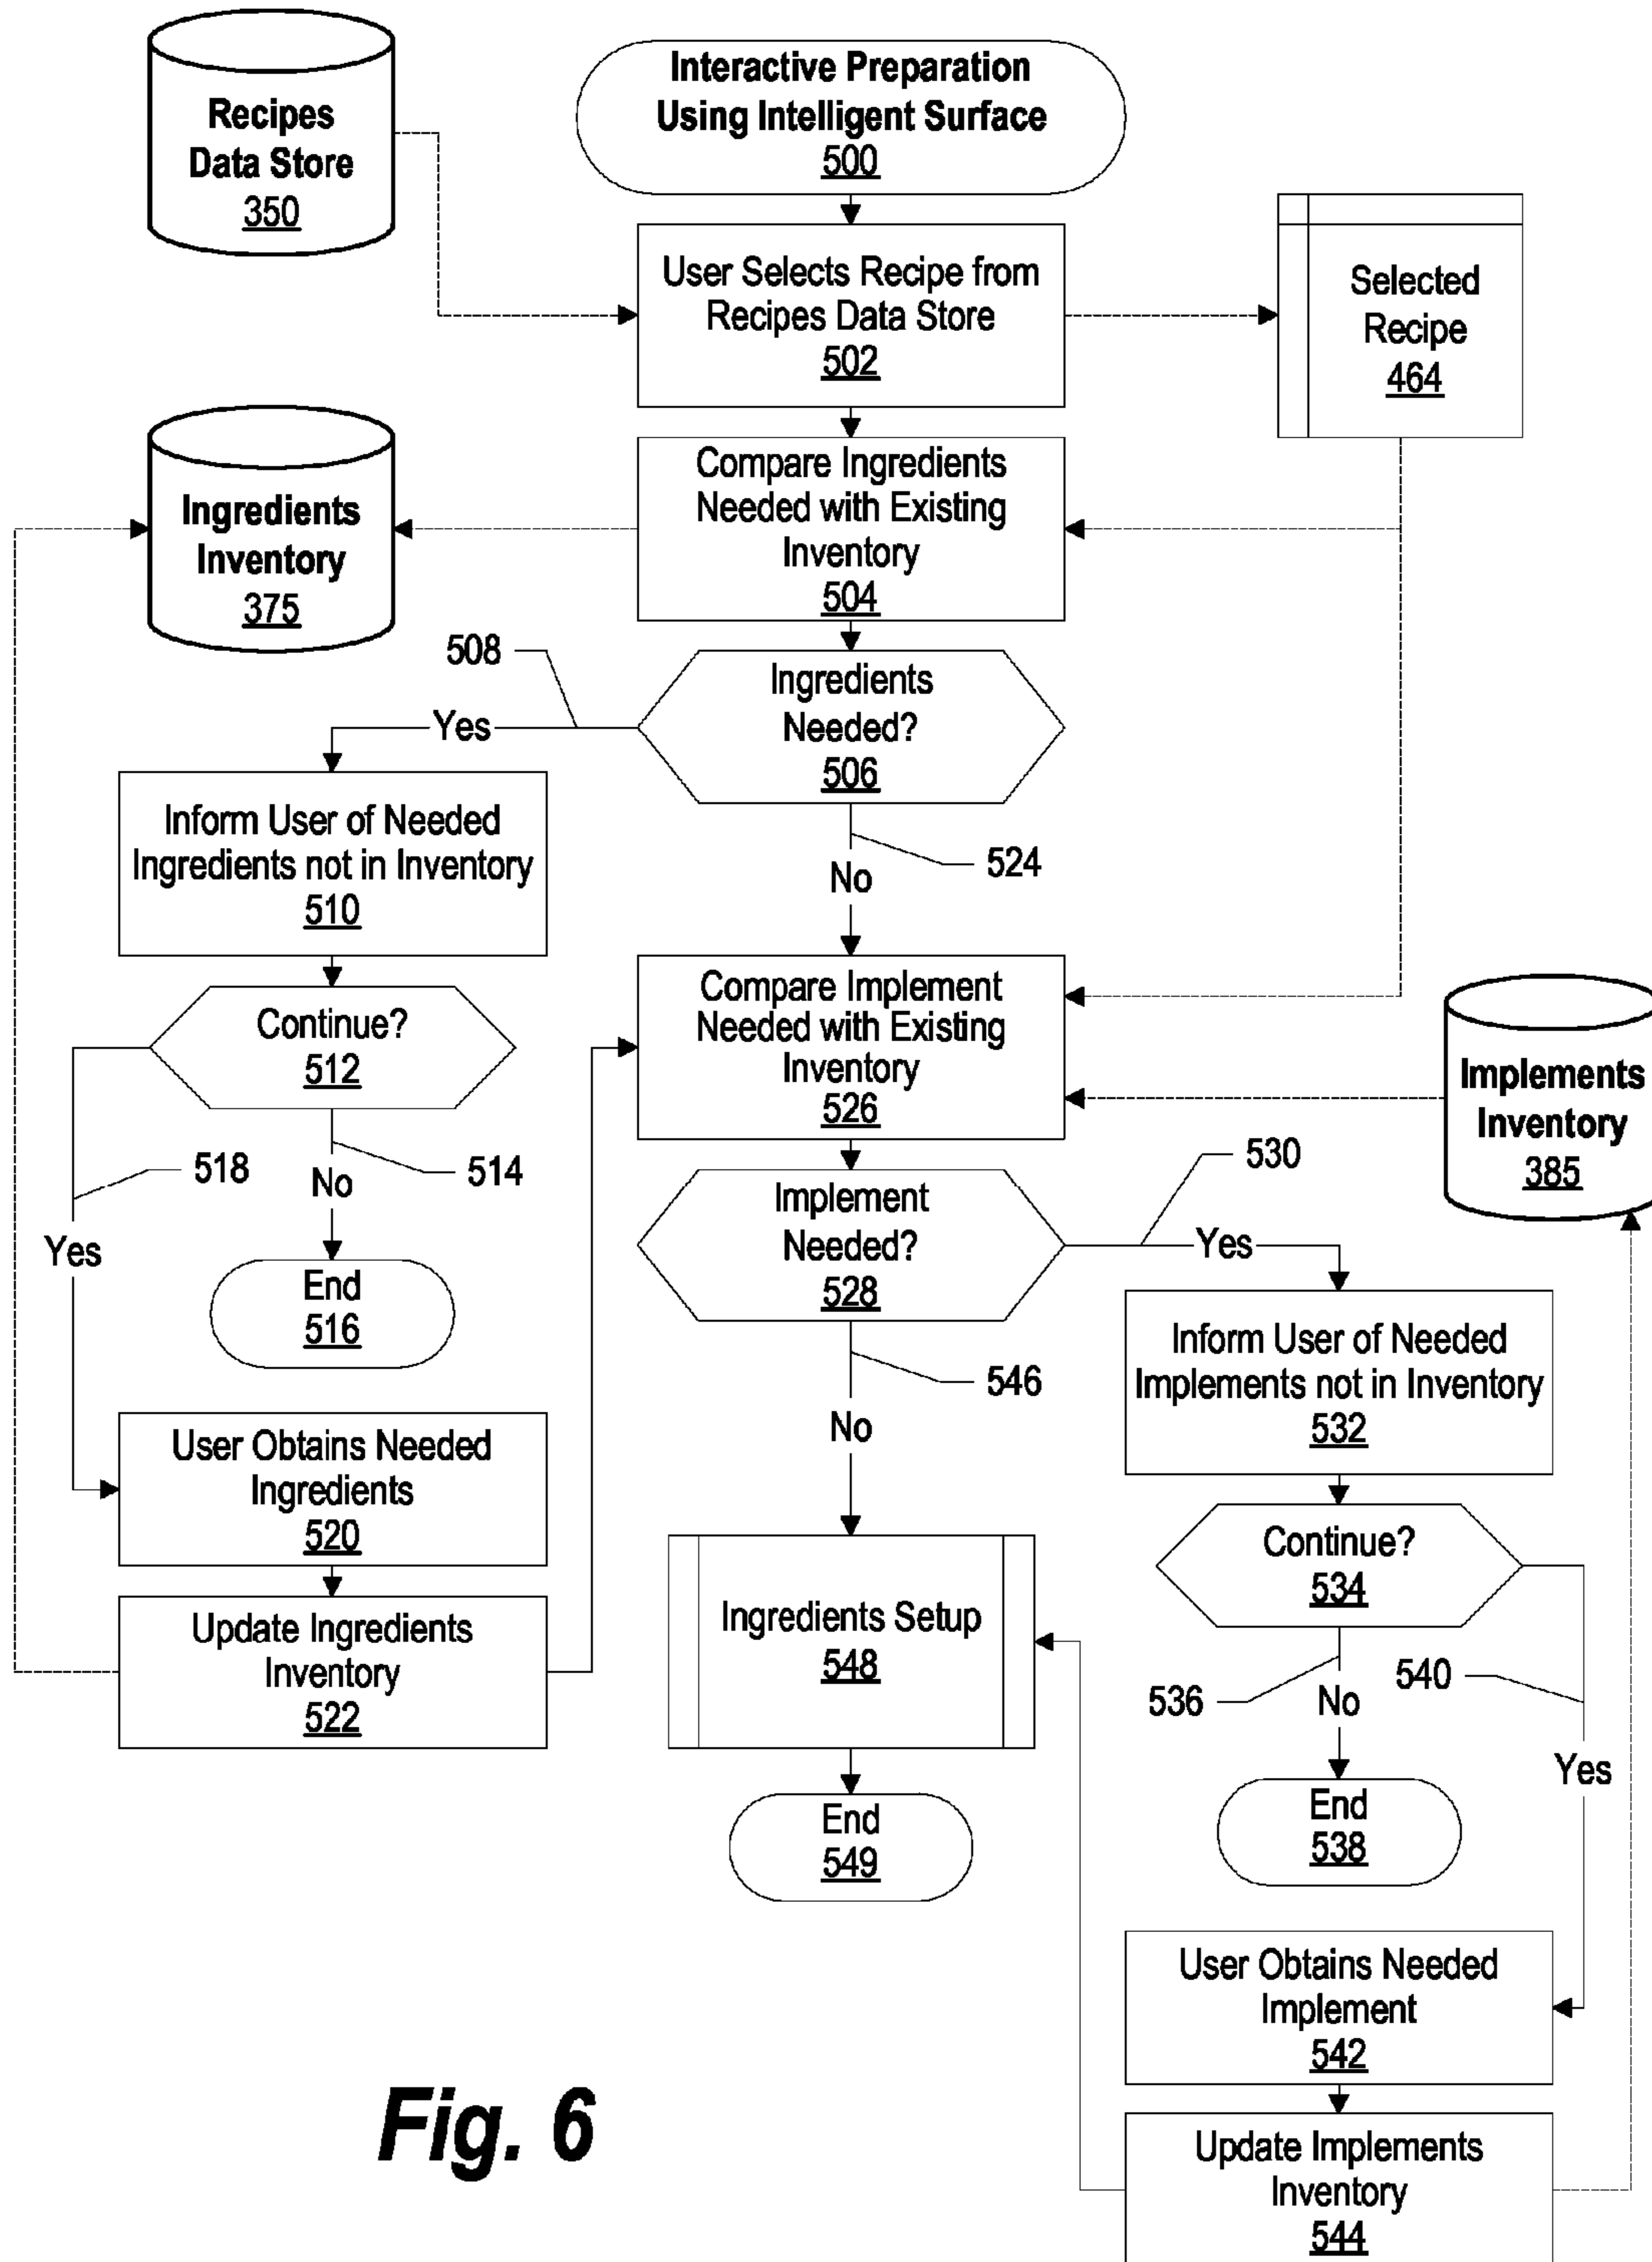 Recipes
Data Store
350
Interactive Preparation
Using Intelligent Surface
500
User Selects Recipe from
Recipes Data Store
502
Selected
Recipe
464
Ingredients
Inventory
375
Compare Ingredients
Needed with Existing
Inventory
504
508
Yes
Ingredients
Needed?
506
524
No
Inform User of Needed
Ingredients not in Inventory
510
Continue?
512
518
514
Yes
No
End
516
User Obtains Needed
Ingredients
520
Update Ingredients
Inventory
522
Compare Implement
Needed with Existing
Inventory
526
Implements
Inventory
385
Implement
Needed?
528
530
Yes
546
No
Inform User of Needed
Implements not in Inventory
532
Continue?
534
536
No
540
Yes
End
538
Ingredients Setup
548
End
549
User Obtains Needed
Implement
542
Update Implements
Inventory
544
Fig. 6